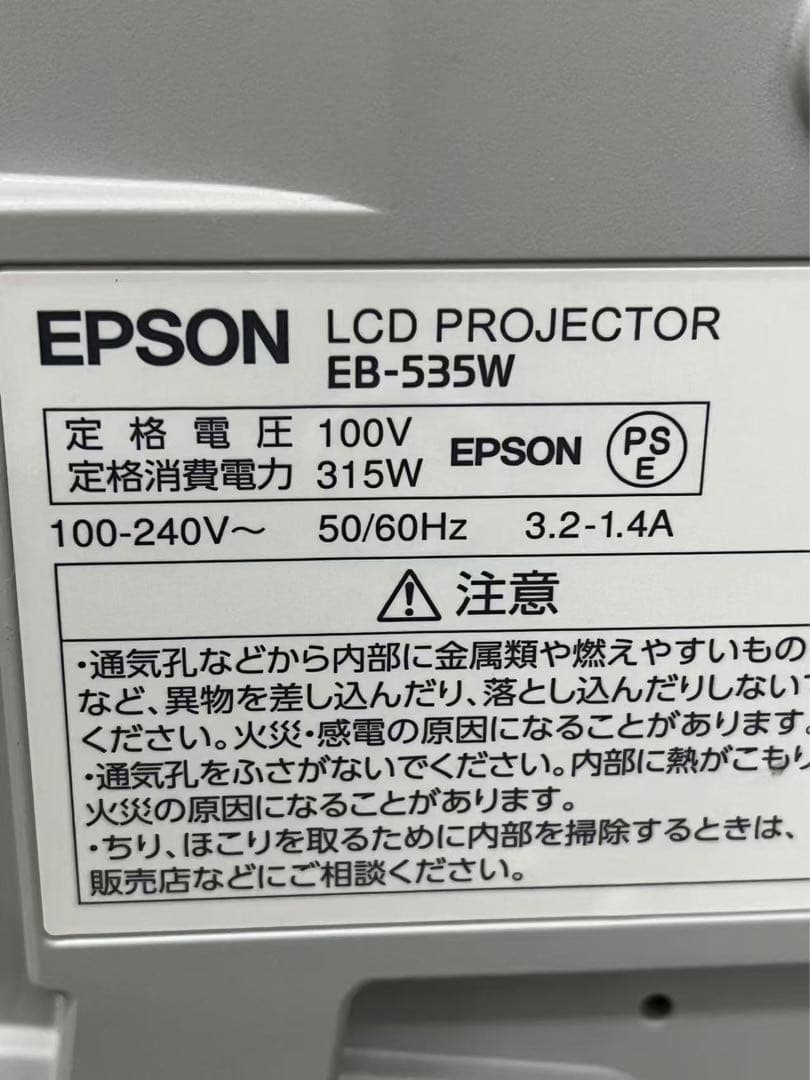 EPSON LCD PROJECTOR
EB-535W
定格電圧 100V EPSON PSE
定格消費電力 315W
100-240V～ 50/60Hz 3.2-1.4A
⚠注意
・通気孔などから内部に金属類や燃えやすいもの
など、異物を差し込んだり、落とし込んだりしない
ください。火災・感電の原因になることがあります。
・通気孔をふさがないでください。内部に熱がこもり
火災の原因になることがあります。
・ちり、ほこりを取るために内部を掃除するときは、
販売店などにご相談ください。